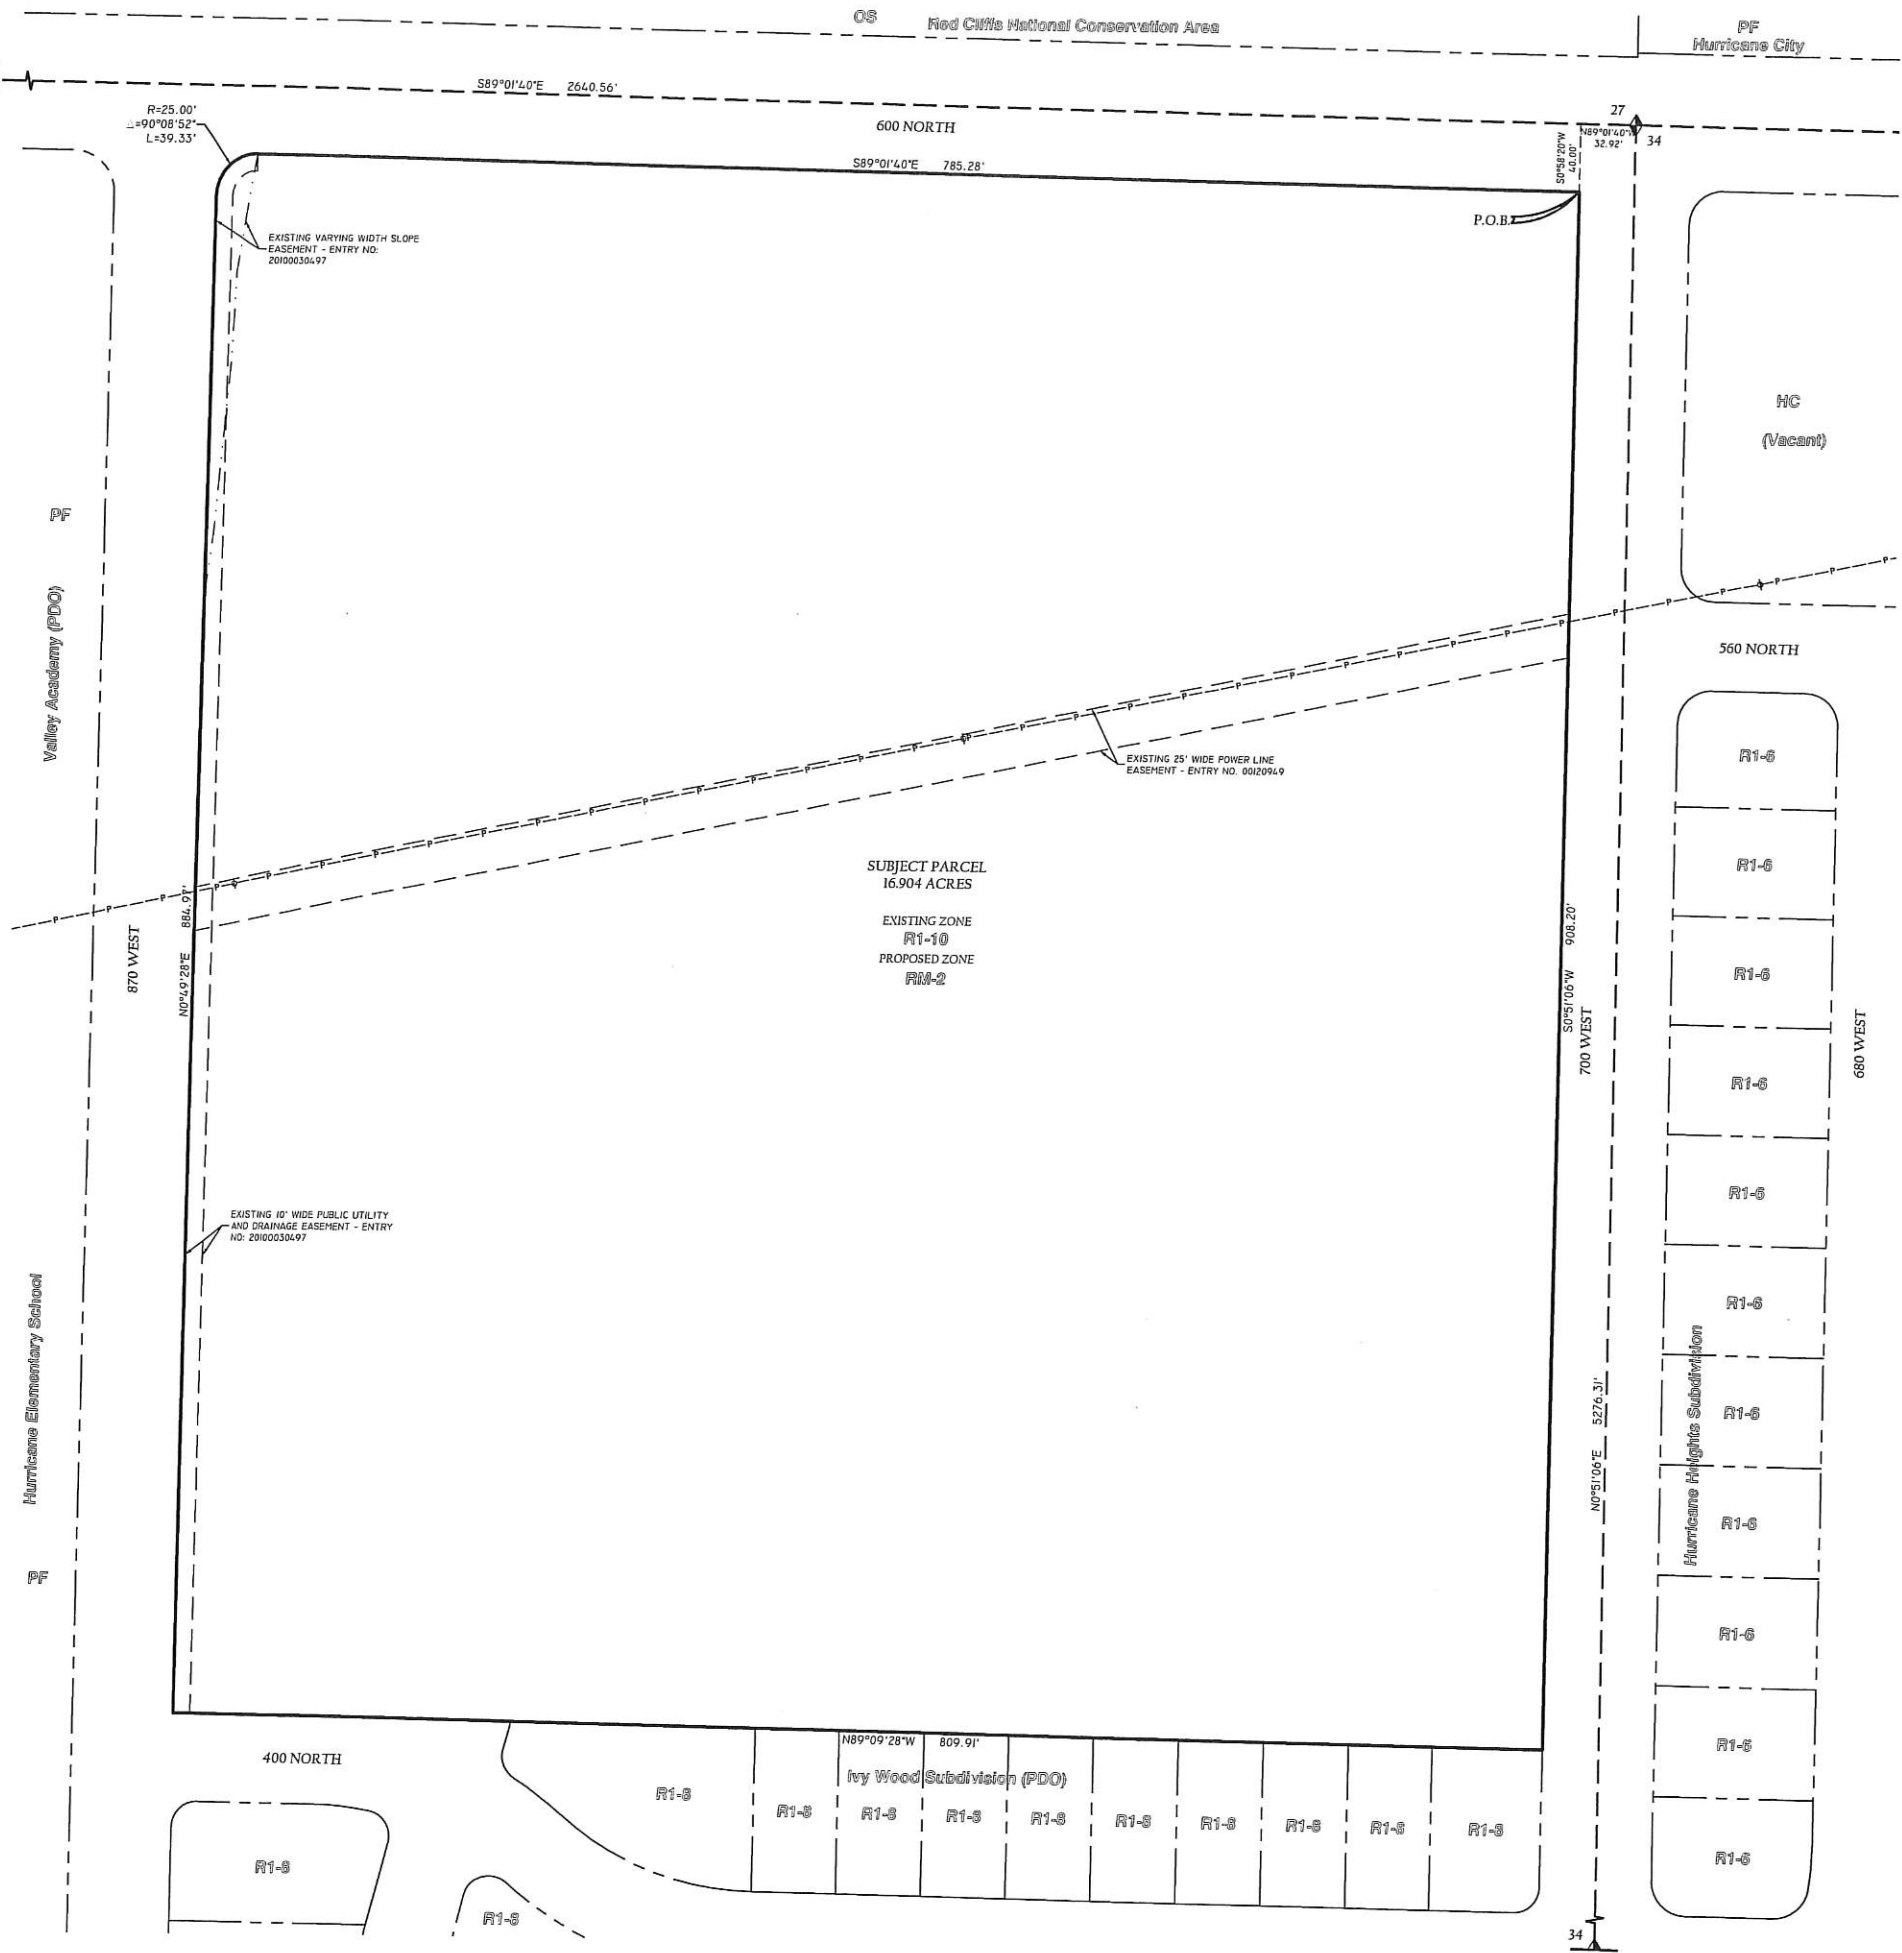 OS
Red Cliffs National Conservation Area
PF
Hurricane City
S89°01'40"E 2640.56'
R=25.00'
△=90°08'52"
L=39.33'
600 NORTH
27
34
N89°01'40"W
32.92'
S0°58'20"W
40.00'
S89°01'40"E 785.28'
P.O.B.
EXISTING VARYING WIDTH SLOPE
EASEMENT - ENTRY NO:
20100030497
HC
(Vacant)
PF
Valley Academy (PDO)
P P P P P P P P P P P P P P P P P P P P P P P P P P P P P P P P P P
560 NORTH
EXISTING 25' WIDE POWER LINE
EASEMENT - ENTRY NO. 00120949
R1-6
R1-6
SUBJECT PARCEL
16.904 ACRES
EXISTING ZONE
R1-10
PROPOSED ZONE
RM-2
870 WEST
N0°49'28"E 884.97'
S0°51'06"W 908.20'
700 WEST
R1-6
680 WEST
R1-6
R1-6
EXISTING 10' WIDE PUBLIC UTILITY
AND DRAINAGE EASEMENT - ENTRY
NO: 20100030497
R1-6
Hurricane Elementary School
N0°51'06"E 5276.31'
Hurricane Heights Subdivision
R1-6
R1-6
PF
R1-6
R1-6
R1-6
400 NORTH
N89°09'28"W 809.91'
Ivy Wood Subdivision (PDO)
R1-8
R1-8
R1-8
R1-8
R1-8
R1-8
R1-8
R1-8
R1-8
R1-8
R1-8
R1-8
34